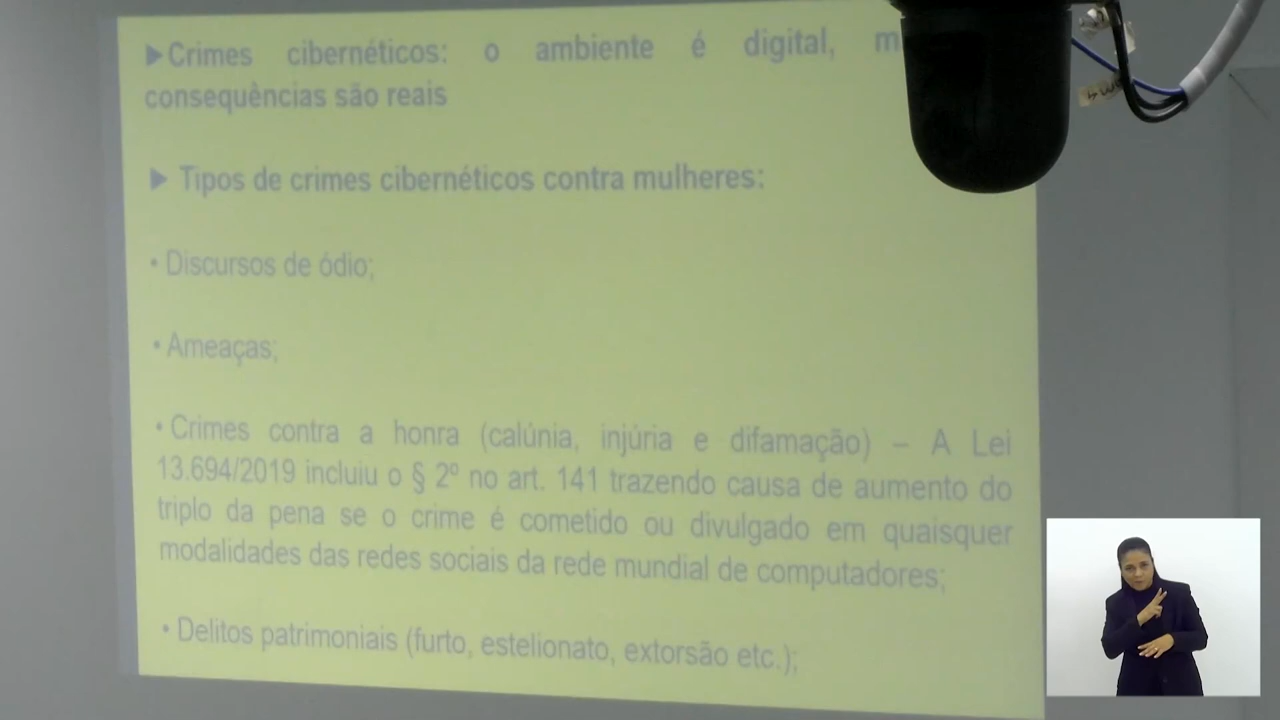 ►Crimes cibernéticos: o ambiente é digital, m
consequências são reais
► Tipos de crimes cibernéticos contra mulheres:
• Discursos de ódio;
• Ameaças;
• Crimes contra a honra (calúnia, injúria e difamação) – A Lei
13.694/2019 incluiu o § 2º no art. 141 trazendo causa de aumento do
triplo da pena se o crime é cometido ou divulgado em quaisquer
modalidades das redes sociais da rede mundial de computadores;
• Delitos patrimoniais (furto, estelionato, extorsão etc.);